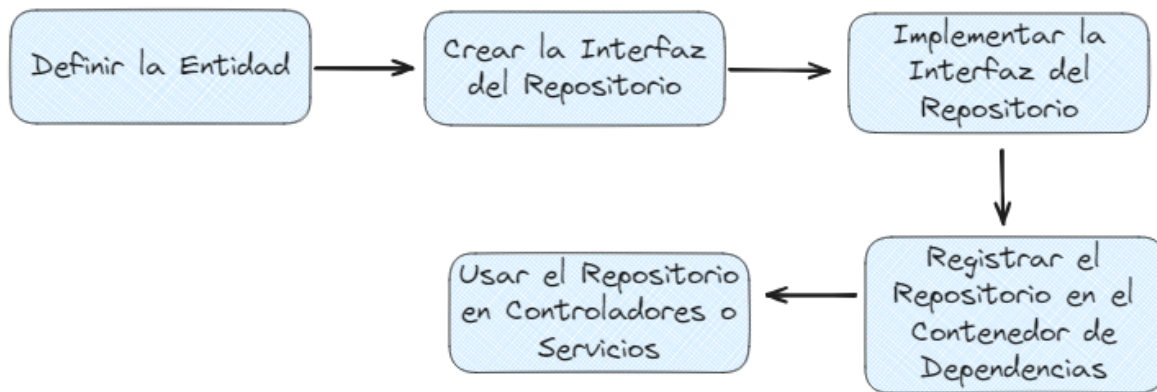 Definir la Entidad
Crear la Interfaz
del Repositorio
Implementar la
Interfaz del
Repositorio
Registrar el
Repositorio en el
Contenedor de
Dependencias
Usar el Repositorio
en Controladores o
Servicios